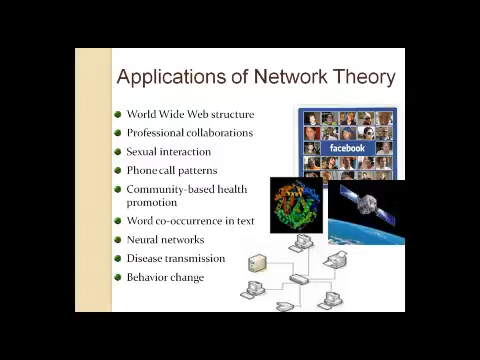 Applications of Network Theory
World Wide Web structure
Professional collaborations
Sexual interaction
Phone call patterns
Community-based health
promotion
Word co-occurrence in text
Neural networks
Disease transmission
Behavior change
facebook